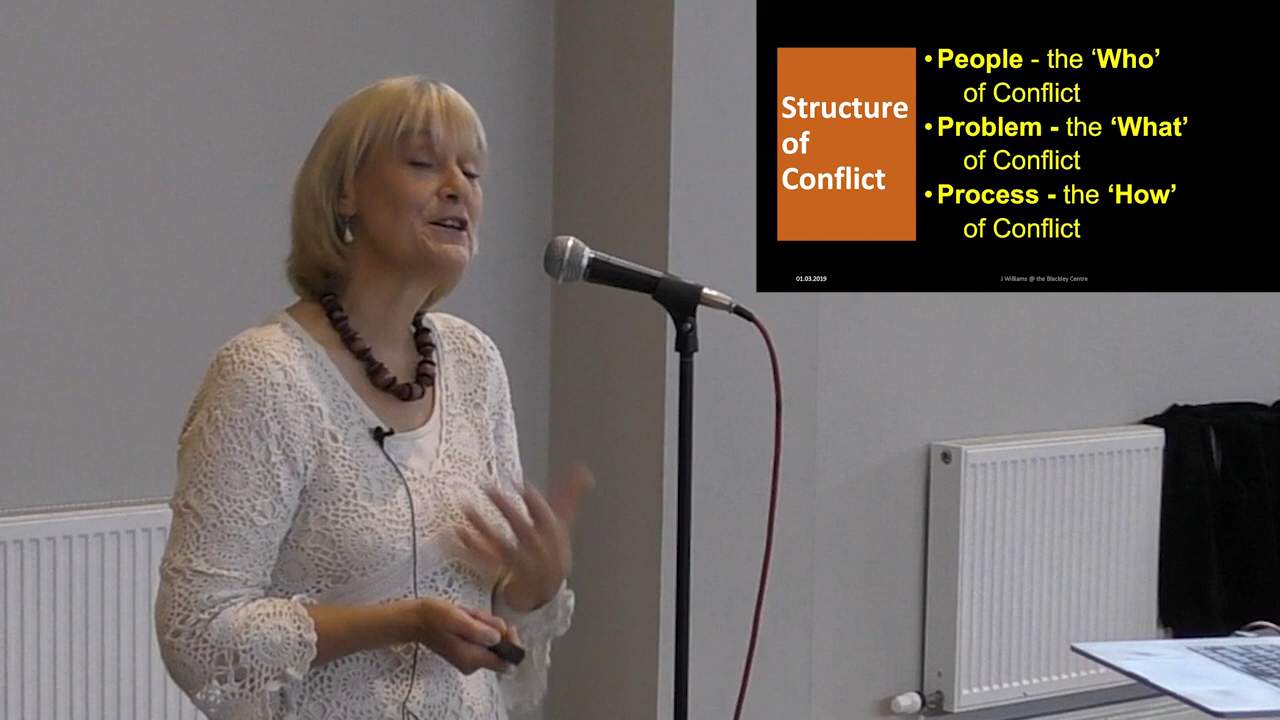 Structure
of
Conflict
•People - the ‘Who’
of Conflict
•Problem - the ‘What’
of Conflict
•Process - the ‘How’
of Conflict
01.03.2019
J Williams @ the Blackley Centre